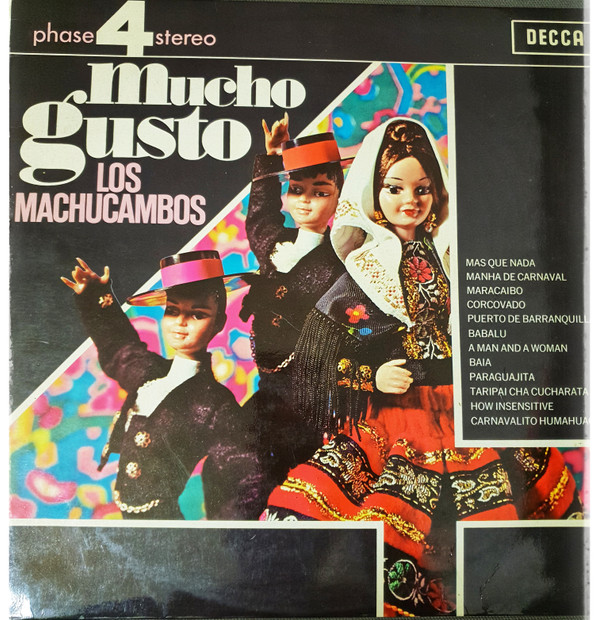 phase 4 stereo
DECCA
mucho
gusto
LOS
MACHUCAMBOS
MAS QUE NADA
MANHA DE CARNAVAL
MARACAIBO
CORCOVADO
PUERTO DE BARRANQUILL
BABALU
A MAN AND A WOMAN
BAIA
PARAGUAJITA
TARIPAI CHA CUCHARATA
HOW INSENSITIVE
CARNAVALITO HUMAHUA